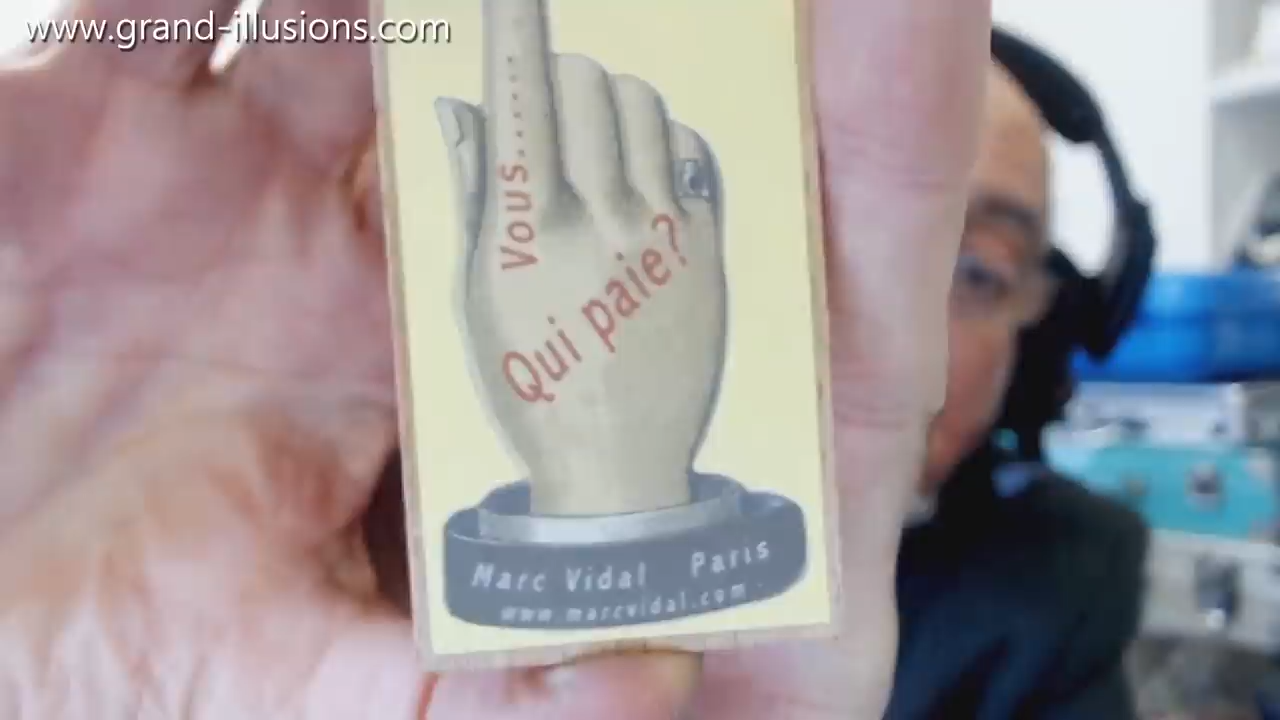 www.grand-illusions.com
Vous......
Qui paie?
Marc Vidal Paris
www.marcvidal.com